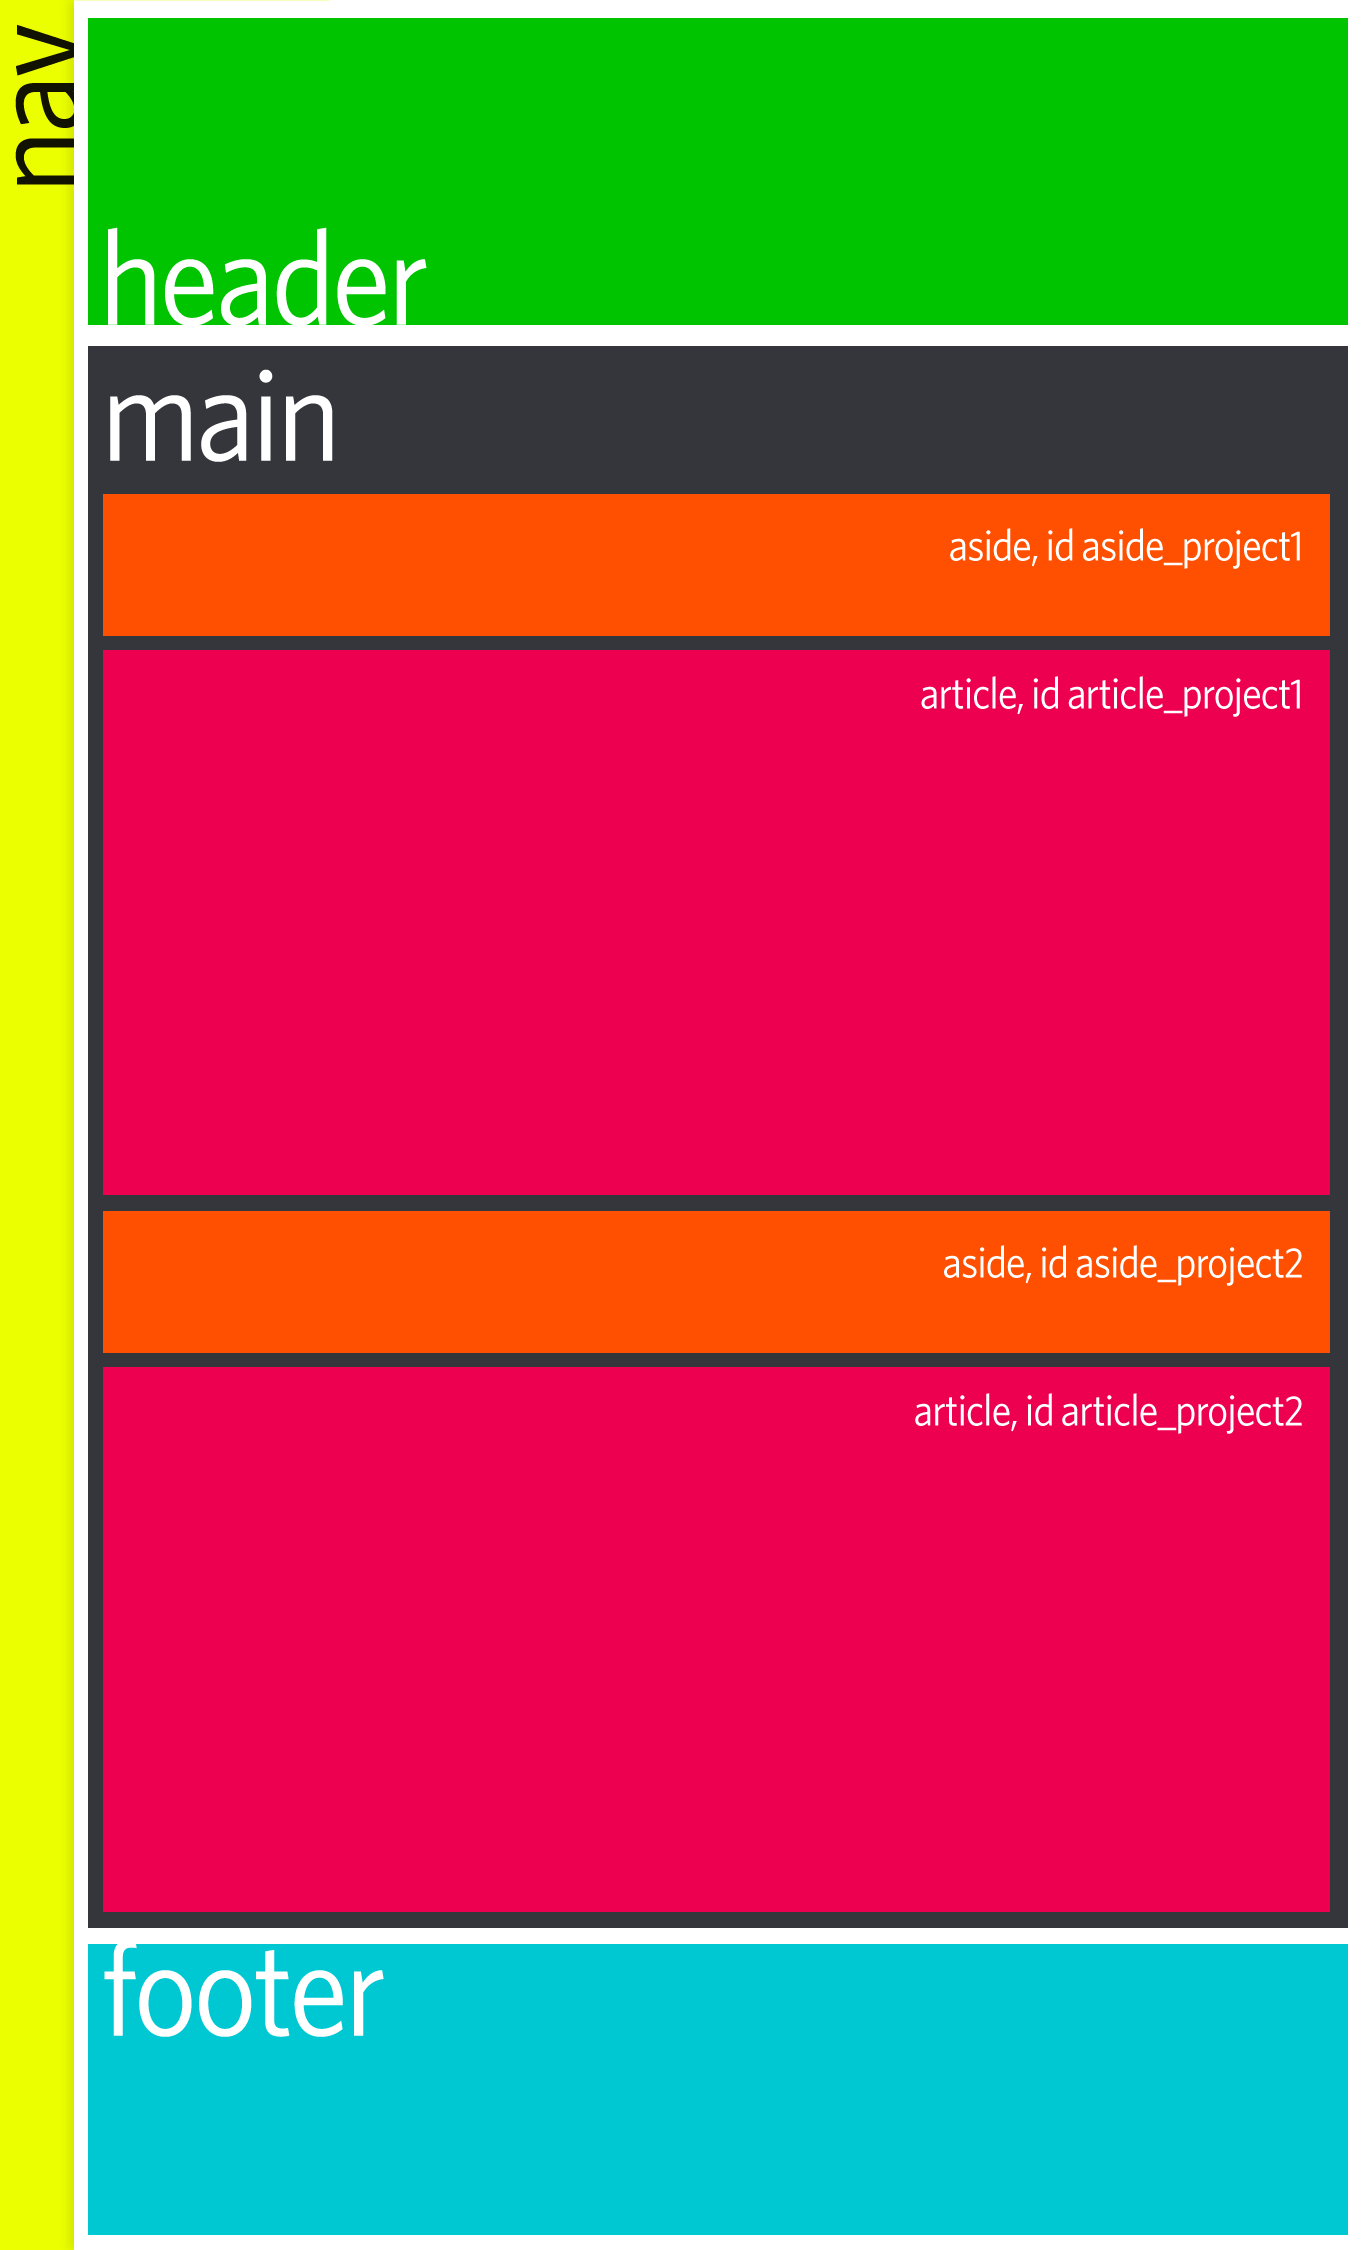 nav
header
main
aside, id aside_project1
article, id article_project1
aside, id aside_project2
article, id article_project2
footer